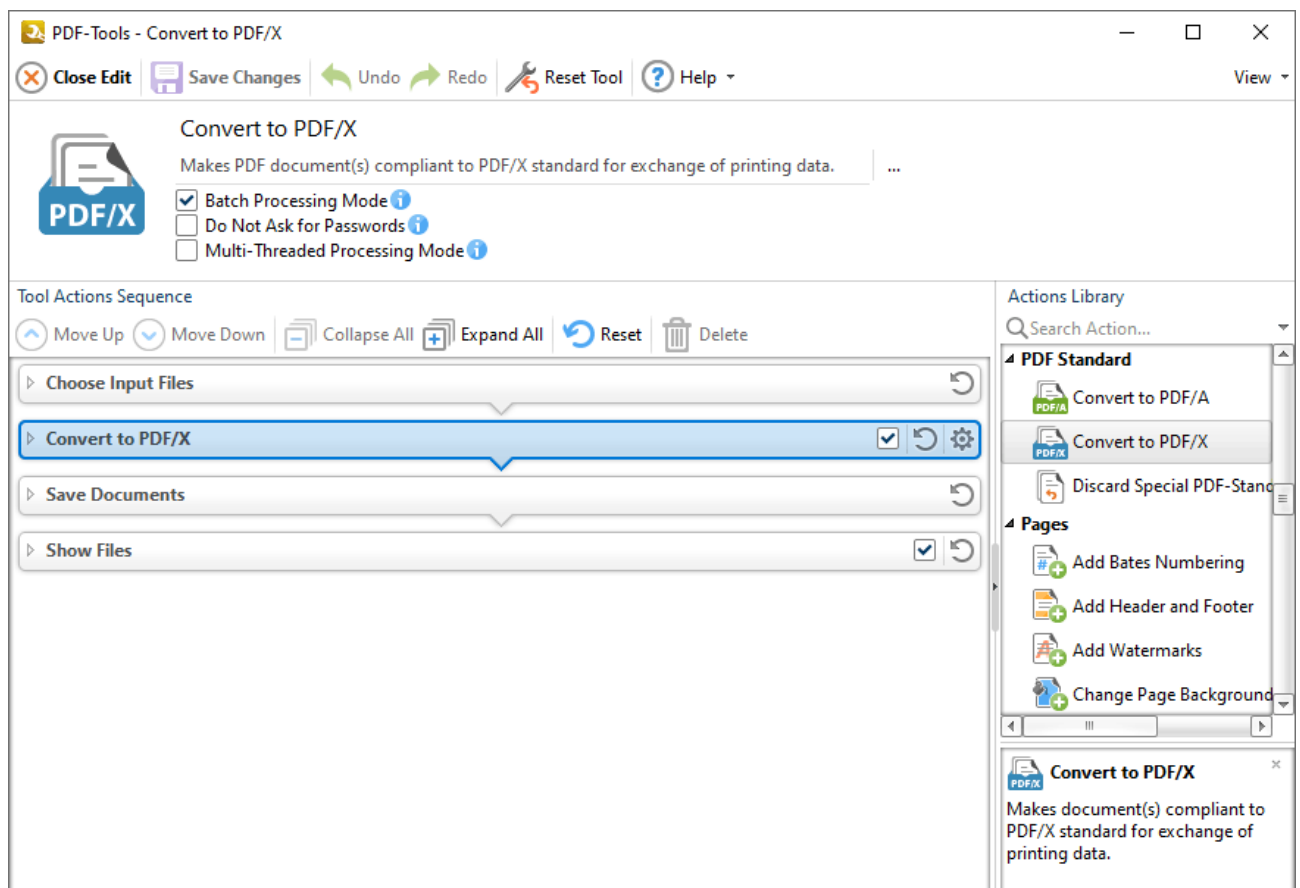 PDF-Tools - Convert to PDF/X
Close Edit Save Changes Undo Redo Reset Tool ? Help View
Convert to PDF/X
Makes PDF document(s) compliant to PDF/X standard for exchange of printing data. ...
PDF/X
Batch Processing Mode i
Do Not Ask for Passwords i
Multi-Threaded Processing Mode i
Tool Actions Sequence
Move Up Move Down Collapse All Expand All Reset Delete
Choose Input Files
Convert to PDF/X
Save Documents
Show Files
Actions Library
Search Action...
PDF Standard
PDF/A Convert to PDF/A
PDF/X Convert to PDF/X
Discard Special PDF-Stand
Pages
# Add Bates Numbering
Add Header and Footer
Add Watermarks
Change Page Background
PDF/X Convert to PDF/X
Makes document(s) compliant to
PDF/X standard for exchange of
printing data.